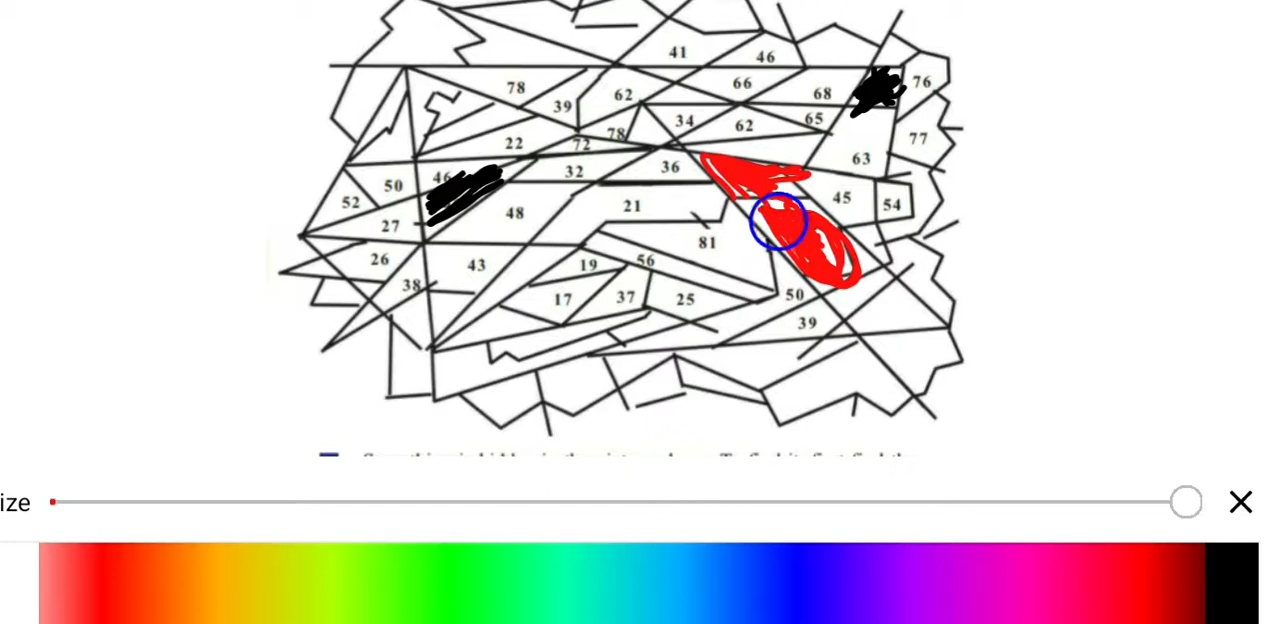 41 46
78 39 62 66 68 76
22 72 78 34 62 65 77
52 50 46 32 36 63
27 48 21 45 54
26 38 43 19 56 81
17 37 25 50
39
ize